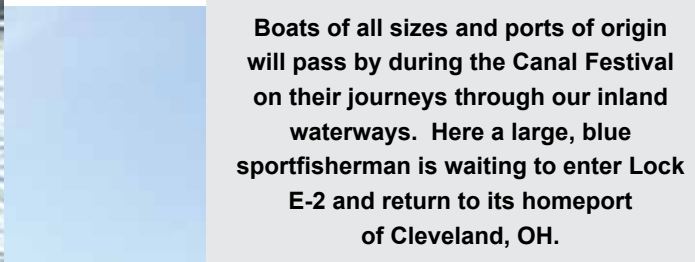 Boats of all sizes and ports of origin
will pass by during the Canal Festival
on their journeys through our inland
waterways.  Here a large, blue
sportfisherman is waiting to enter Lock
E-2 and return to its homeport
of Cleveland, OH.